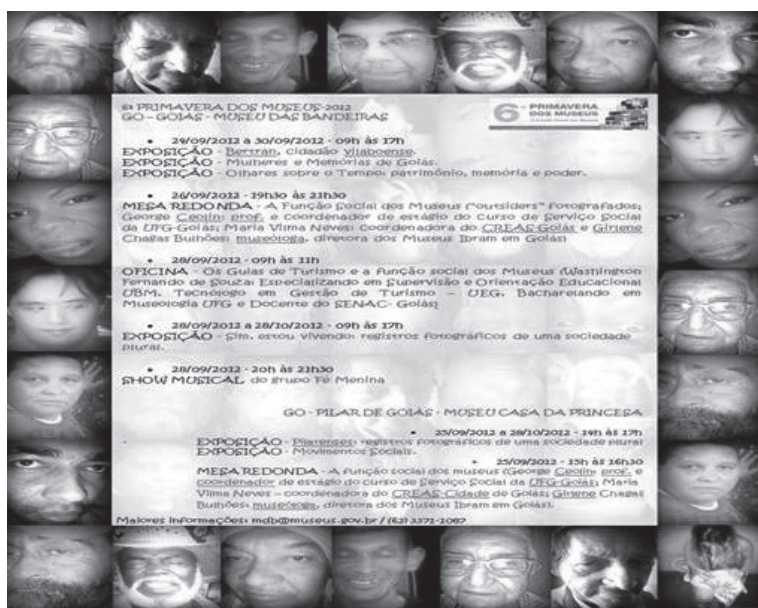 6ª PRIMAVERA DOS MUSEUS-2012
GO – GOIÁS - MUSEU DAS BANDEIRAS
6ª PRIMAVERA
DOS MUSEUS
• 24/09/2012 a 30/09/2012 - 09h às 17h
EXPOSIÇÃO - Bertran, cidadão vilaboense.
EXPOSIÇÃO - Mulheres e Memórias de Goiás.
EXPOSIÇÃO - Olhares sobre o Tempo: patrimônio, memória e poder.
• 26/09/2012 - 19h30 às 21h30
MESA REDONDA - A Função Social dos Museus ("outsiders" fotografados;
George Ceolin: prof. e coordenador de estágio do curso de Serviço Social
da UFG-Goiás; Maria Vilma Neves: coordenadora do CREAS-Goiás e Girlene
Chagas Bulhões: museóloga, diretora dos Museus Ibram em Goiás)
• 28/09/2012 - 09h às 11h
OFICINA - Os Guias de Turismo e a função social dos Museus (Washington
Fernando de Souza: Especializando em Supervisão e Orientação Educacional
UBM, Tecnólogo em Gestão de Turismo – UEG, Bacharelando em
Museologia UFG e Docente do SENAC- Goiás)
• 28/09/2012 a 28/10/2012 - 09h às 17h
EXPOSIÇÃO - Sim, estou vivendo: registros fotográficos de uma sociedade
plural.
• 28/09/2012 - 20h às 21h30
SHOW MUSICAL do grupo Fé Menina
GO - PILAR DE GOIÁS - MUSEU CASA DA PRINCESA
• 25/09/2012 a 28/10/2012 - 14h às 17h
EXPOSIÇÃO - Pilarenses: registros fotográficos de uma sociedade plural
EXPOSIÇÃO - Movimentos Sociais.
• 25/09/2012 - 15h às 16h30
MESA REDONDA - A função social dos museus (George Ceolin: prof. e
coordenador de estágio do curso de Serviço Social da UFG-Goiás; Maria
Vilma Neves – coordenadora do CREAS-Cidade de Goiás; Girlene Chagas
Bulhões: museóloga, diretora dos Museus Ibram em Goiás).
Maiores informações: mdb@museus.gov.br / (62) 3371-1087